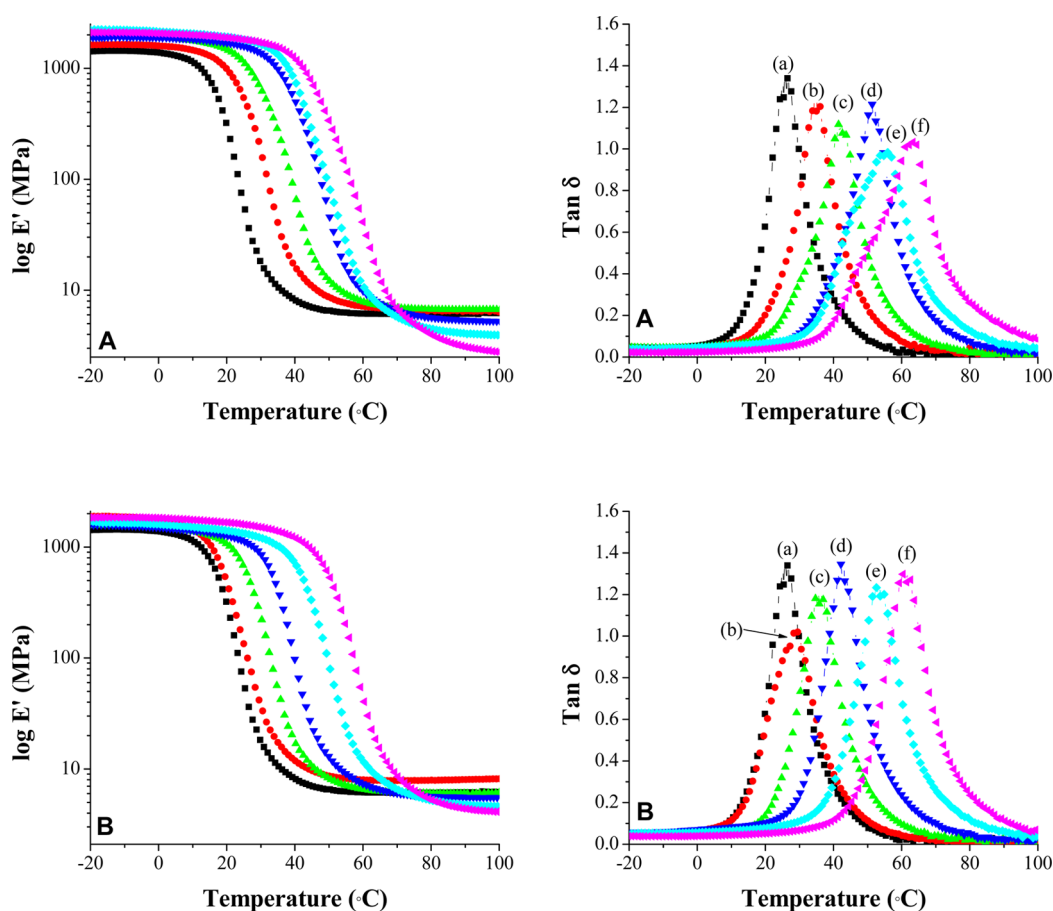 log E' (MPa)
1000
100
10
A
-20 0 20 40 60 80 100
Temperature (◦C)
Tan δ
1.6
1.4
1.2
1.0
0.8
0.6
0.4
0.2
0.0
(a)
(b)
(c)
(d)
(e)
(f)
A
-20 0 20 40 60 80 100
Temperature (◦C)
log E' (MPa)
1000
100
10
B
-20 0 20 40 60 80 100
Temperature (◦C)
Tan δ
1.6
1.4
1.2
1.0
0.8
0.6
0.4
0.2
0.0
(a)
(b)
(c)
(d)
(e)
(f)
B
-20 0 20 40 60 80 100
Temperature (◦C)